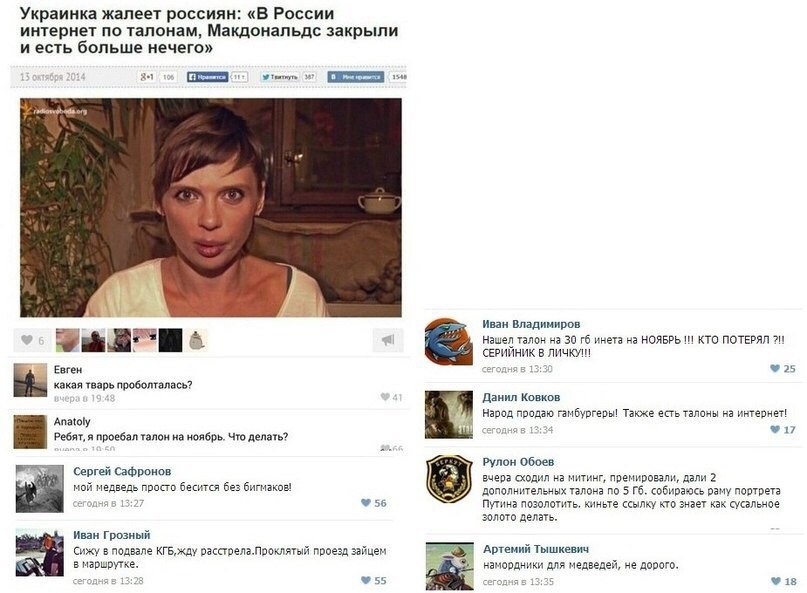 Украинка жалеет россиян: «В России
интернет по талонам, Макдональдс закрыли
и есть больше нечего»
13 октября 2014
g+1 106
Нравится 11 т
Твитнуть 387
Мне нравится 1548
radiosvoboda.org
6
Евген
какая тварь проболталась?
вчера в 19:48
41
Anatoly
Ребят, я проебал талон на ноябрь. Что делать?
вчера в 19:50
66
Сергей Сафронов
мой медведь просто бесится без бигмаков!
сегодня в 13:27
56
Иван Грозный
Сижу в подвале КГБ,жду расстрела.Проклятый проезд зайцем
в маршрутке.
сегодня в 13:28
55
Иван Владимиров
Нашел талон на 30 гб инета на НОЯБРЬ !!! КТО ПОТЕРЯЛ ?!!
СЕРИЙНИК В ЛИЧКУ!!!
сегодня в 13:30
25
Данил Ковков
Народ продаю гамбургеры! Также есть талоны на интернет!
сегодня в 13:34
17
Рулон Обоев
вчера сходил на митинг, премировали, дали 2
дополнительных талона по 5 Гб. собираюсь раму портрета
Путина позолотить. киньте ссылку кто знает как сусальное
золото делать.
Артемий Тышкевич
намордники для медведей, не дорого.
сегодня в 13:35
18